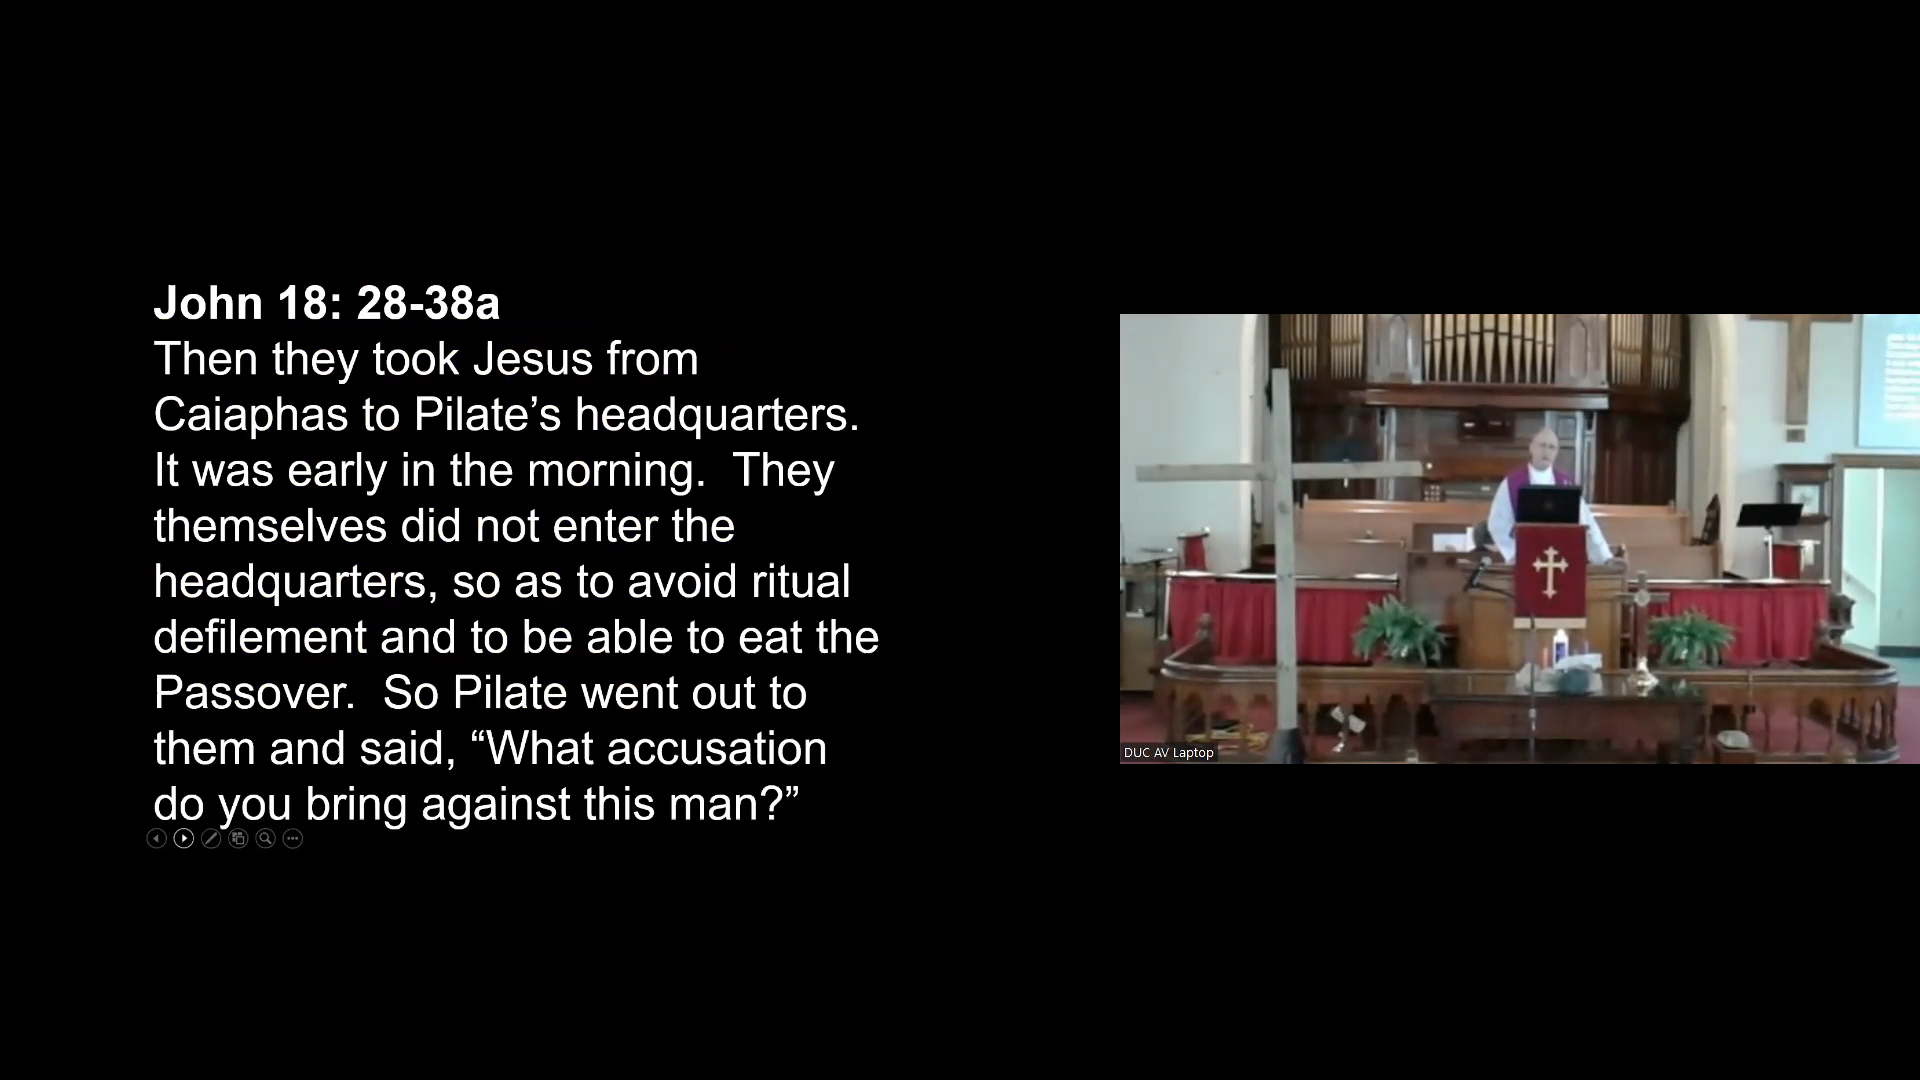 John 18: 28-38a
Then they took Jesus from
Caiaphas to Pilate’s headquarters.
It was early in the morning.  They
themselves did not enter the
headquarters, so as to avoid ritual
defilement and to be able to eat the
Passover.  So Pilate went out to
them and said, “What accusation
do you bring against this man?”
DUC AV Laptop